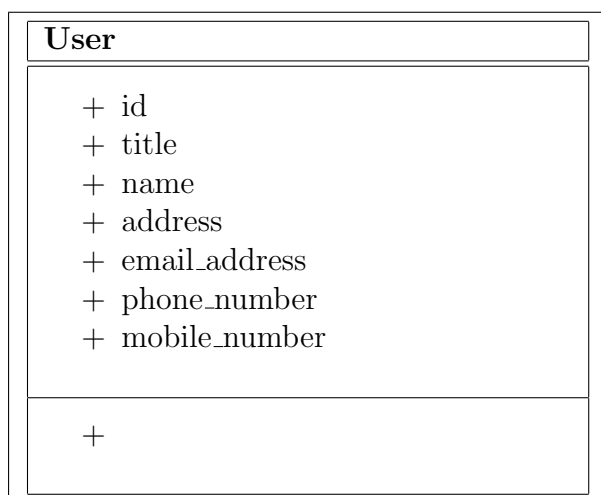 User
+ id
+ title
+ name
+ address
+ email_address
+ phone_number
+ mobile_number
+